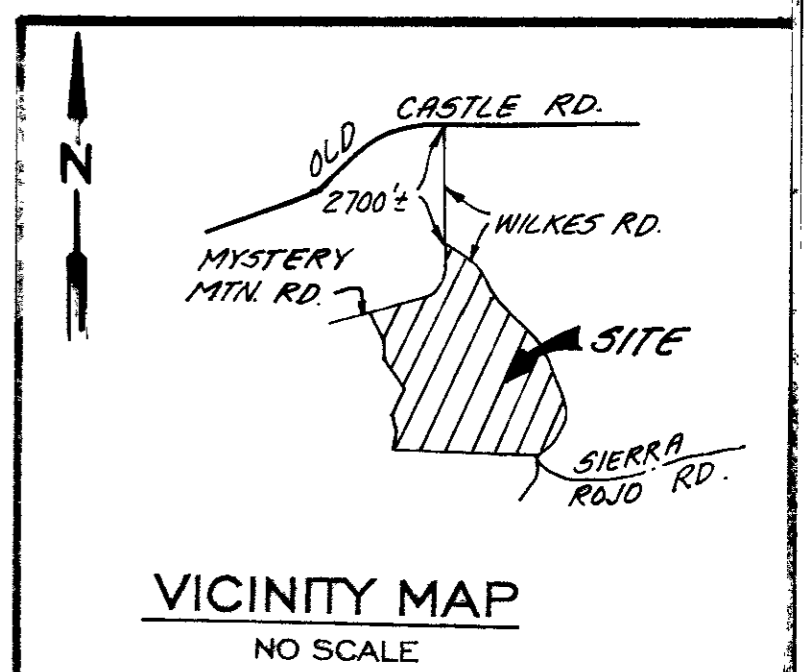 N
OLD CASTLE RD.
2700'±
WILKES RD.
MYSTERY
MTN. RD.
SITE
SIERRA
ROJO RD.
VICINITY MAP
NO SCALE